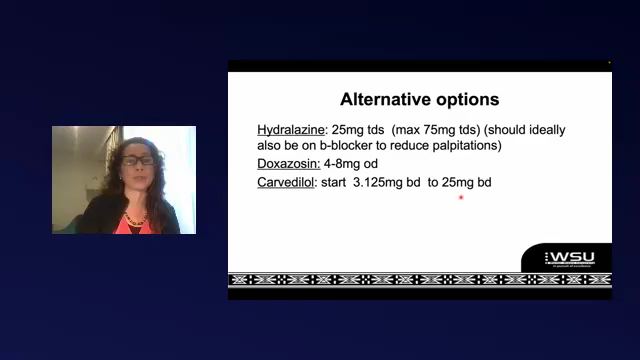 Alternative options
Hydralazine: 25mg tds (max 75mg tds) (should ideally
also be on b-blocker to reduce palpitations)
Doxazosin: 4-8mg od
Carvedilol: start 3.125mg bd to 25mg bd
WSU